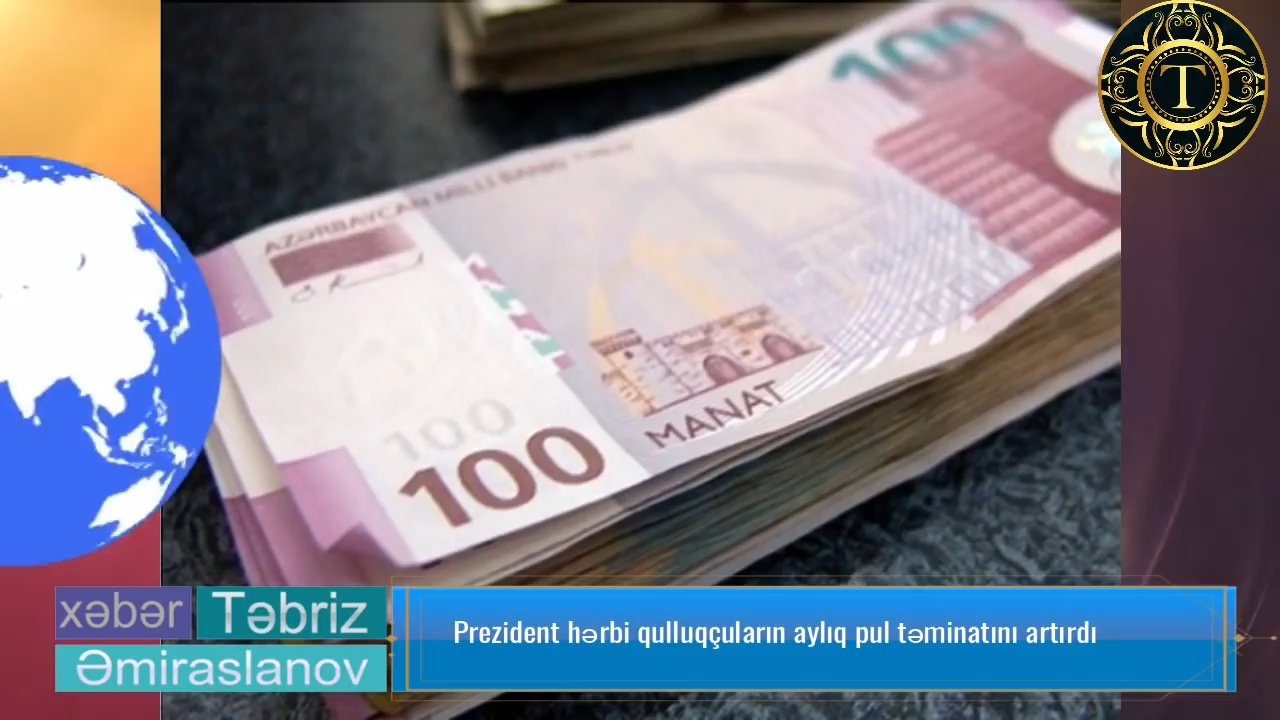 T
100
AZƏRBAYCAN MİLLİ BANKI
100
100
MANAT
xəbər Təbriz
Əmiraslanov
Prezident hərbi qulluqçuların aylıq pul təminatını artırdı